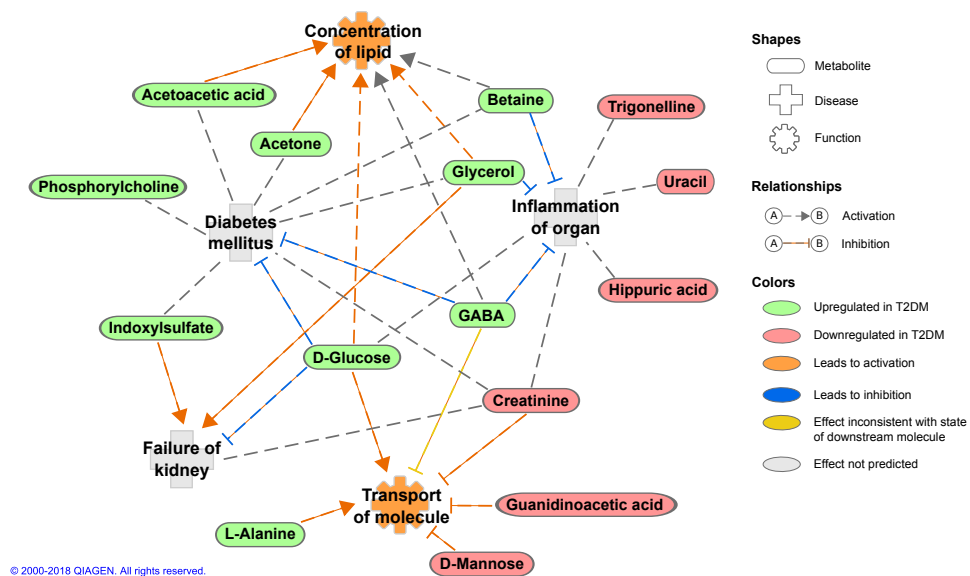 Concentration
of lipid
Acetoacetic acid
Betaine
Trigonelline
Acetone
Phosphorylcholine
Glycerol
Uracil
Diabetes
mellitus
Inflammation
of organ
Hippuric acid
Indoxylsulfate
GABA
D-Glucose
Creatinine
Failure of
kidney
Transport
of molecule
Guanidinoacetic acid
L-Alanine
D-Mannose
Shapes
Metabolite
Disease
Function
Relationships
A B Activation
A B Inhibition
Colors
Upregulated in T2DM
Downregulated in T2DM
Leads to activation
Leads to inhibition
Effect inconsistent with state
of downstream molecule
Effect not predicted
© 2000-2018 QIAGEN. All rights reserved.